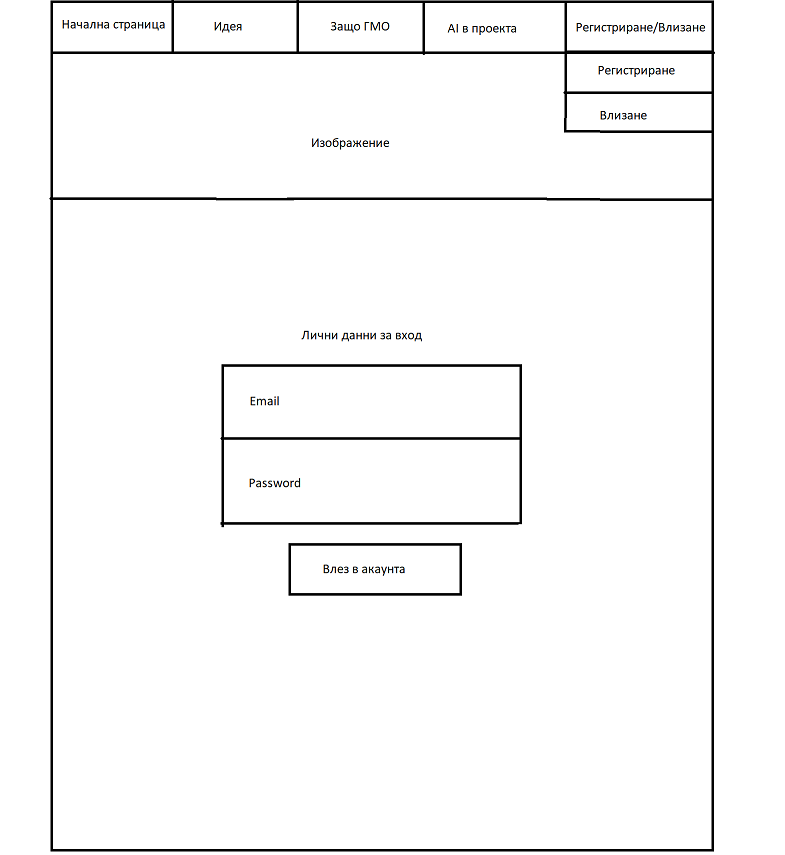 Начална страница
Идея
Защо ГМО
AI в проекта
Регистриране/Влизане
Регистриране
Влизане
Изображение
Лични данни за вход
Email
Password
Влез в акаунта